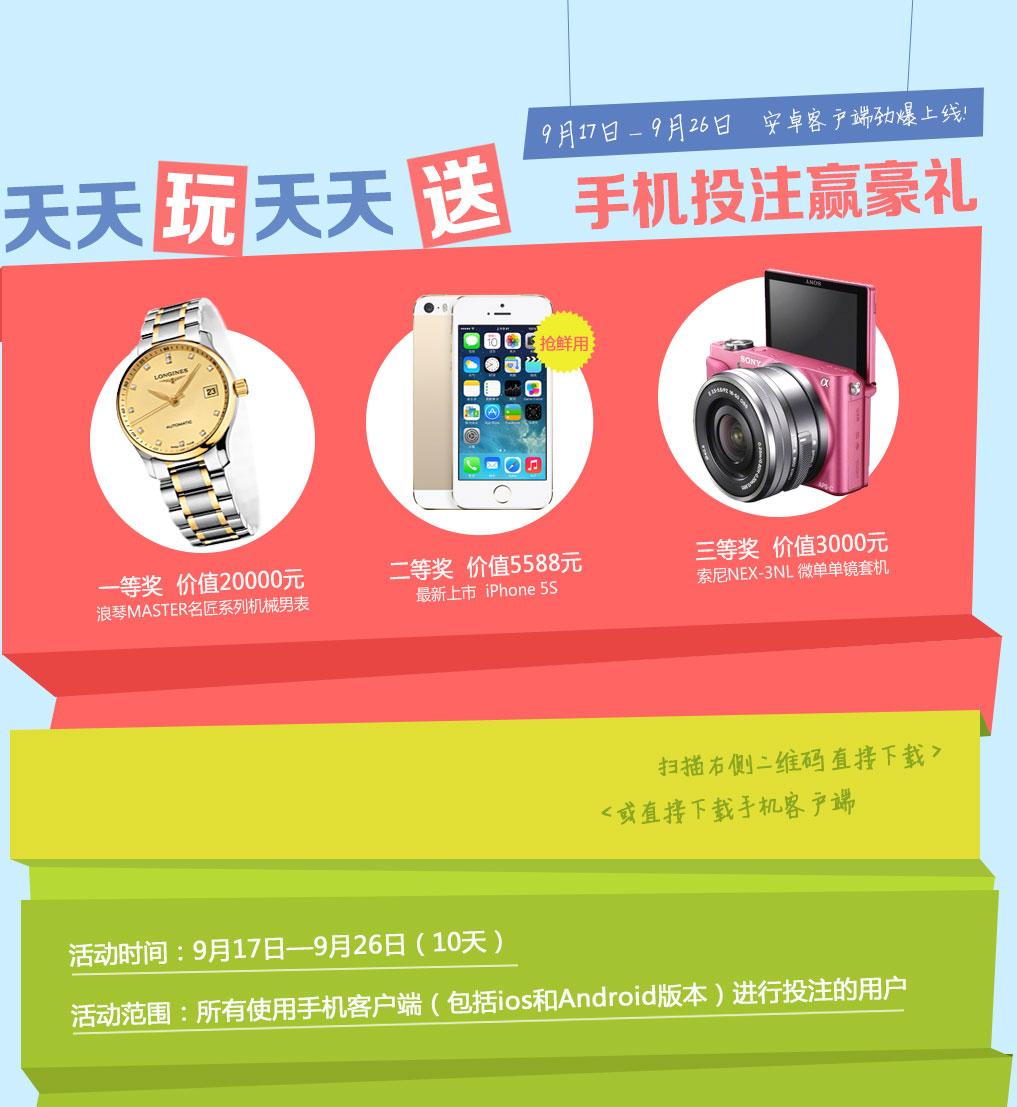 9月17日 - 9月26日 安卓客户端劲爆上线!
天天玩天天送
手机投注赢豪礼
LONGINES
AUTOMATIC
23
抢鲜用
SONY
SONY
α
APS-C
一等奖 价值20000元
浪琴MASTER名匠系列机械男表
二等奖 价值5588元
最新上市 iPhone 5S
三等奖 价值3000元
索尼NEX-3NL 微单单镜套机
扫描右侧二维码直接下载>
<或直接下载手机客户端
活动时间：9月17日—9月26日（10天）
活动范围：所有使用手机客户端（包括ios和Android版本）进行投注的用户